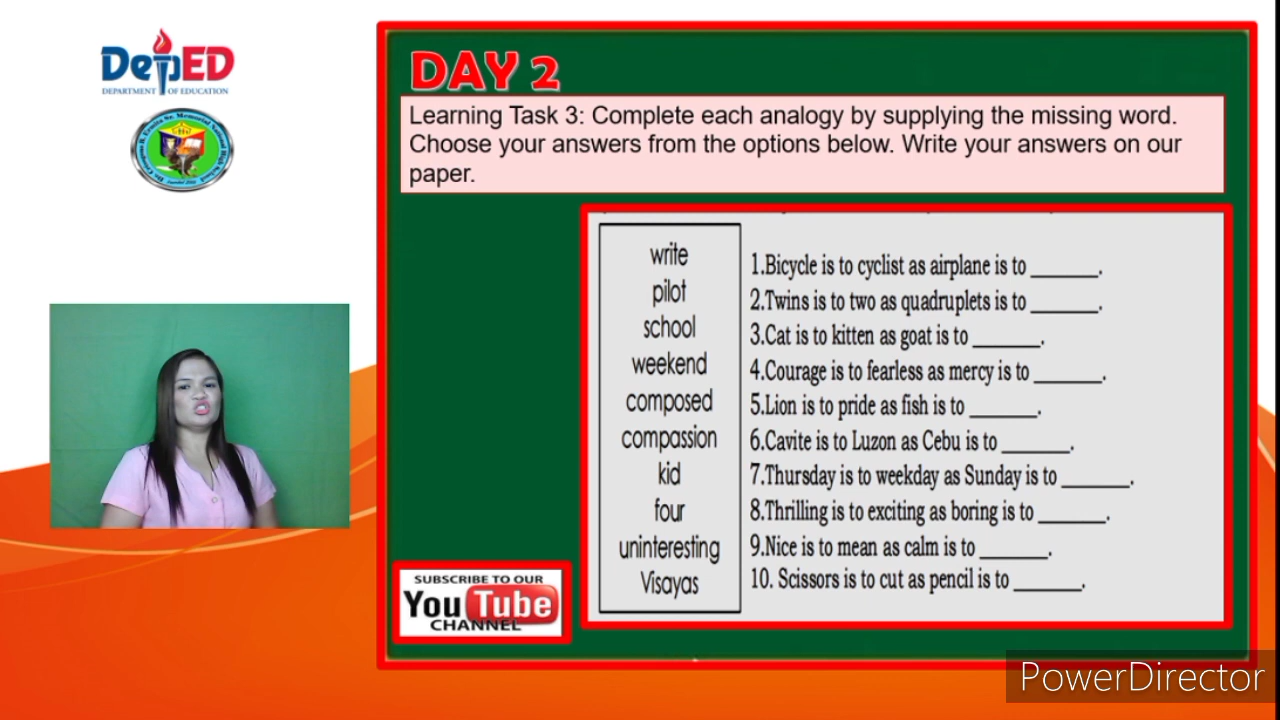 DepED
DEPARTMENT OF EDUCATION
DAY 2
Learning Task 3: Complete each analogy by supplying the missing word.
Choose your answers from the options below. Write your answers on our
paper.
write
pilot
school
weekend
composed
compassion
kid
four
uninteresting
Visayas
1.Bicycle is to cyclist as airplane is to _______.
2.Twins is to two as quadruplets is to _______.
3.Cat is to kitten as goat is to _______.
4.Courage is to fearless as mercy is to _______.
5.Lion is to pride as fish is to _______.
6.Cavite is to Luzon as Cebu is to _______.
7.Thursday is to weekday as Sunday is to _______.
8.Thrilling is to exciting as boring is to _______.
9.Nice is to mean as calm is to _______.
10. Scissors is to cut as pencil is to _______.
SUBSCRIBE TO OUR
YouTube
CHANNEL
PowerDirector